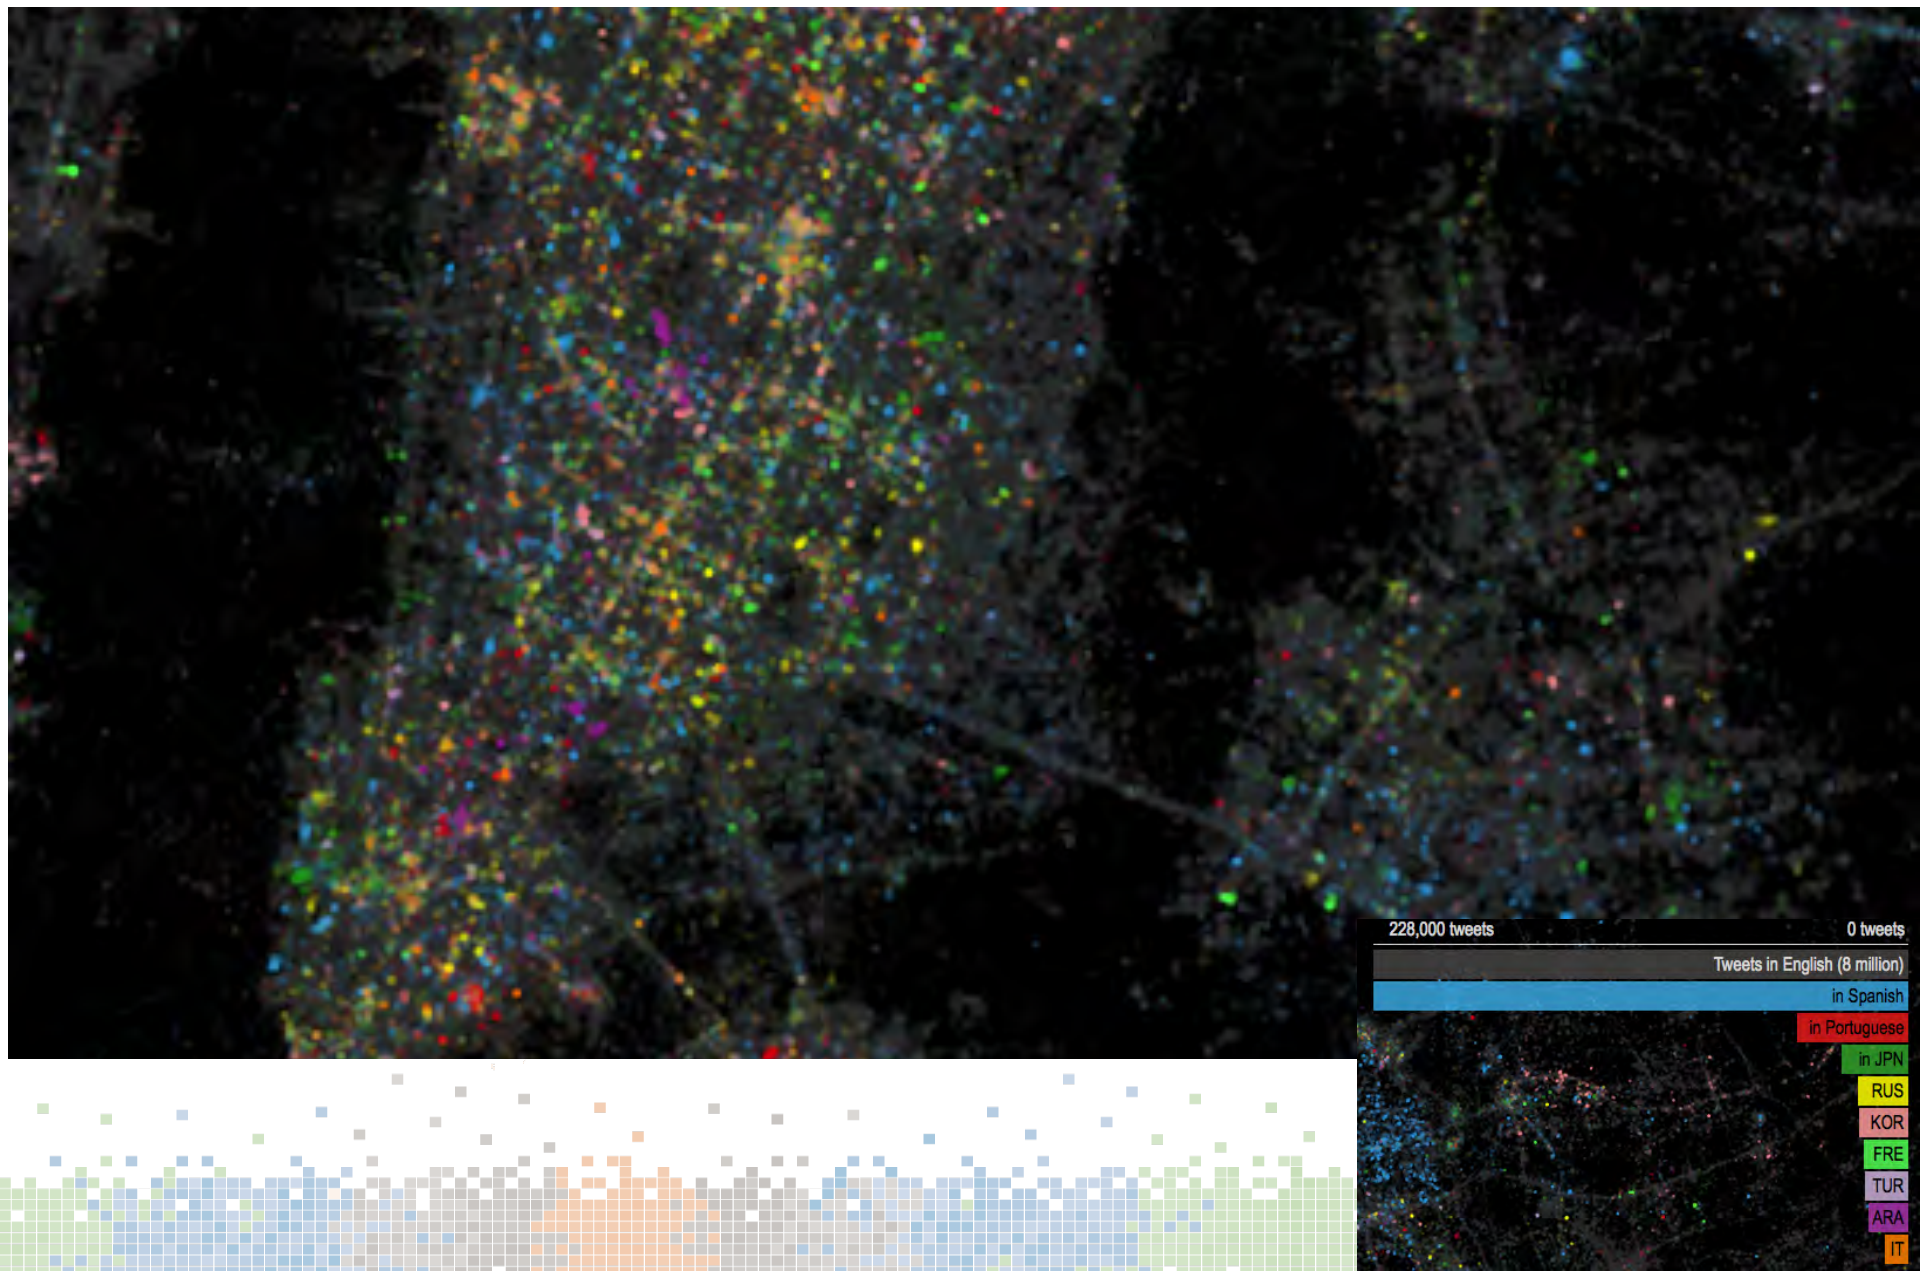 228,000 tweets 0 tweets
Tweets in English (8 million)
in Spanish
in Portuguese
in JPN
RUS
KOR
FRE
TUR
ARA
IT